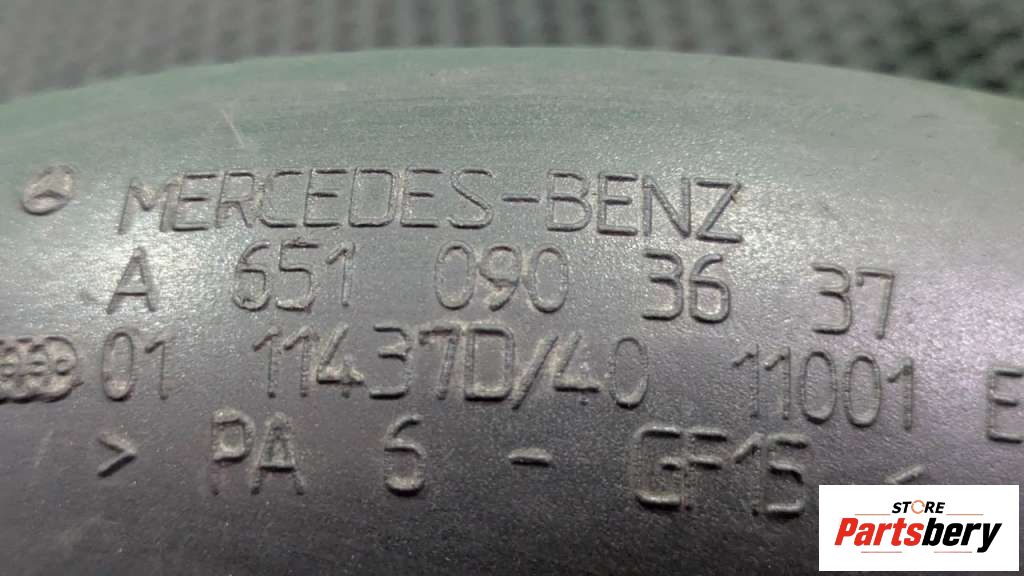 MERCEDES-BENZ
A 651 090 36 37
01 11437D/40 11001 E
> PA 6 - GF15 <
STORE
Partsbery